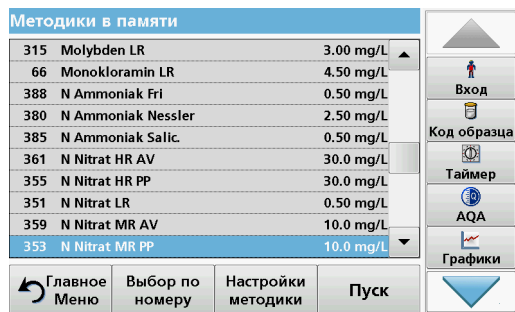 Методики в памяти
315 Molybden LR 3.00 mg/L
66 Monokloramin LR 4.50 mg/L
388 N Ammoniak Fri 0.50 mg/L
380 N Ammoniak Nessler 2.50 mg/L
385 N Ammoniak Salic. 0.50 mg/L
361 N Nitrat HR AV 30.0 mg/L
355 N Nitrat HR PP 30.0 mg/L
351 N Nitrat LR 0.50 mg/L
359 N Nitrat MR AV 10.0 mg/L
353 N Nitrat MR PP 10.0 mg/L
Главное
Меню
Выбор по
номеру
Настройки
методики
Пуск
Вход
Код образца
Таймер
AQA
Графики